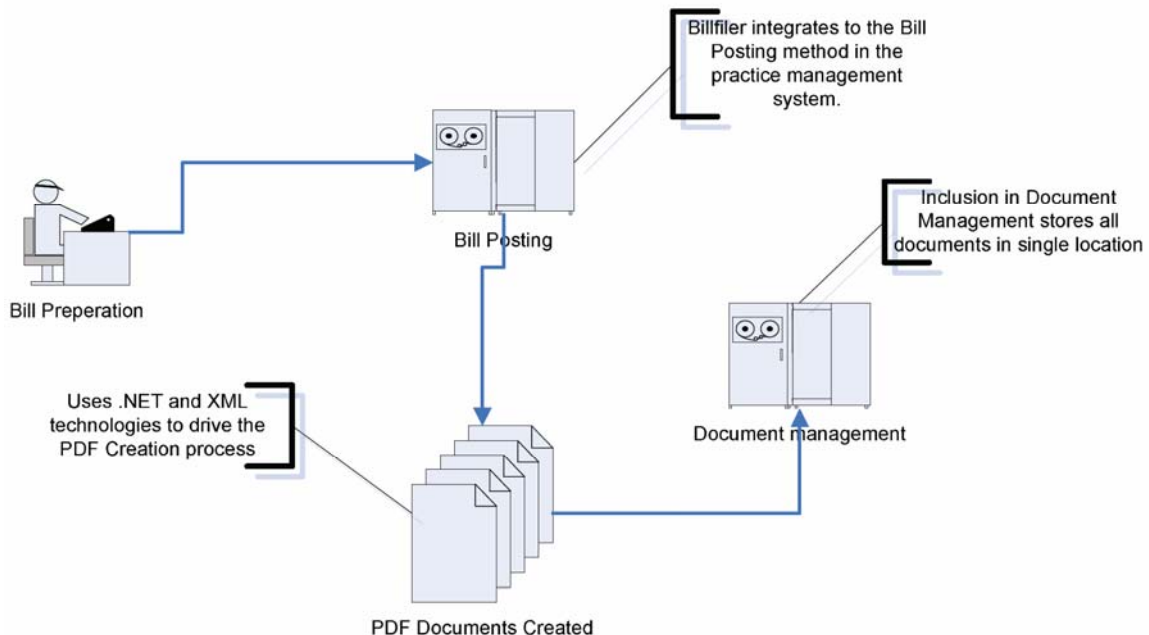 Billfiler integrates to the Bill
Posting method in the
practice management
system.
Bill Posting
Inclusion in Document
Management stores all
documents in single location
Bill Preperation
Uses .NET and XML
technologies to drive the
PDF Creation process
Document management
PDF Documents Created